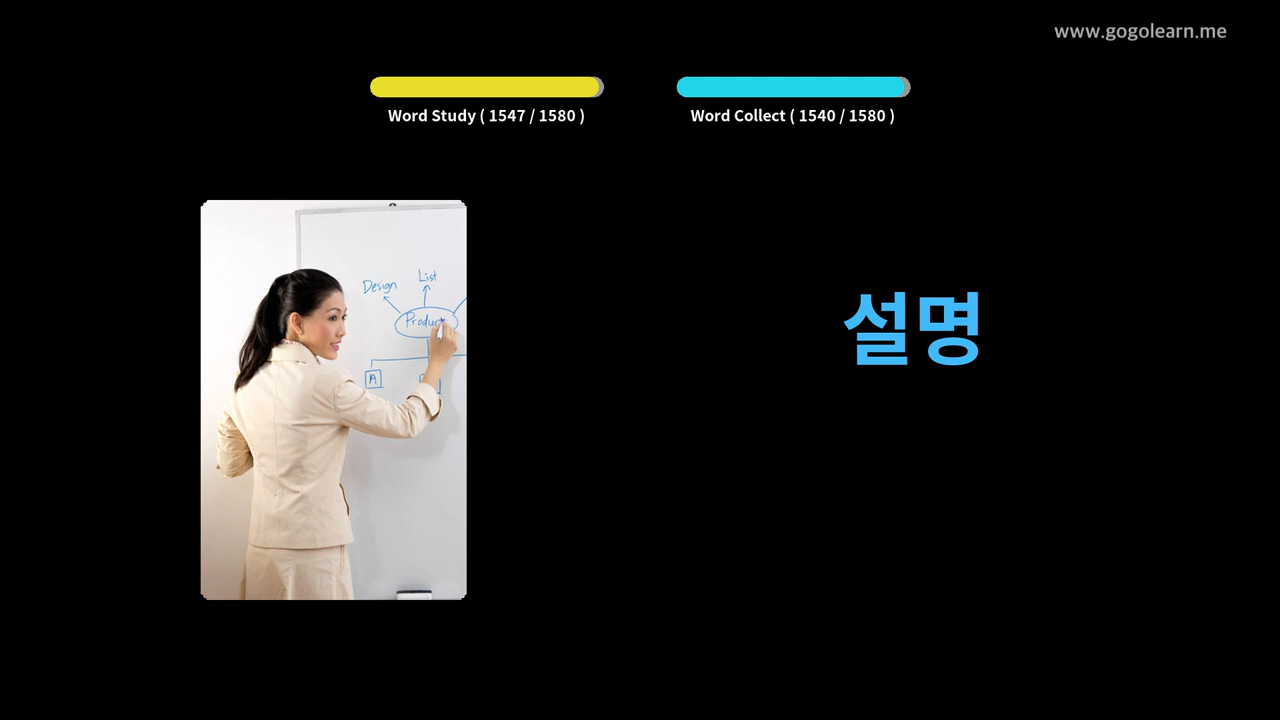 www.gogolearn.me
Word Study ( 1547 / 1580 )
Word Collect ( 1540 / 1580 )
List
Design
Product
A
설명